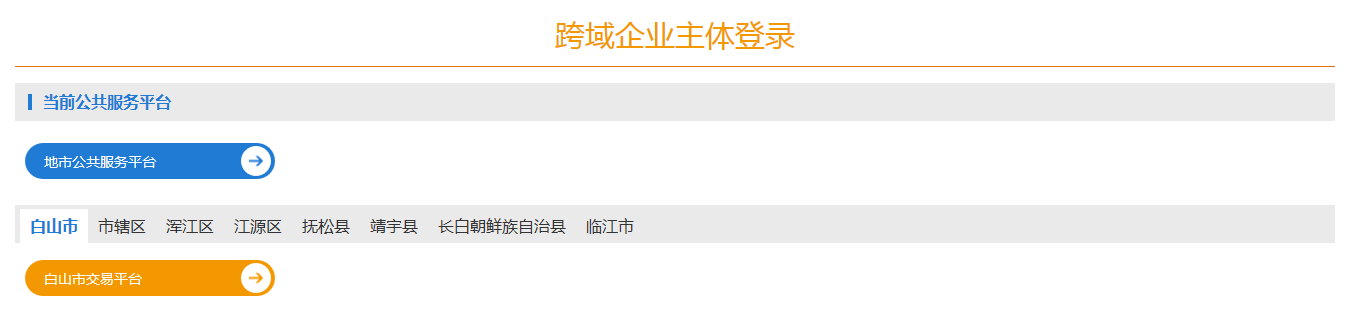 跨域企业主体登录
当前公共服务平台
地市公共服务平台
白山市 市辖区 浑江区 江源区 抚松县 靖宇县 长白朝鲜族自治县 临江市
白山市交易平台